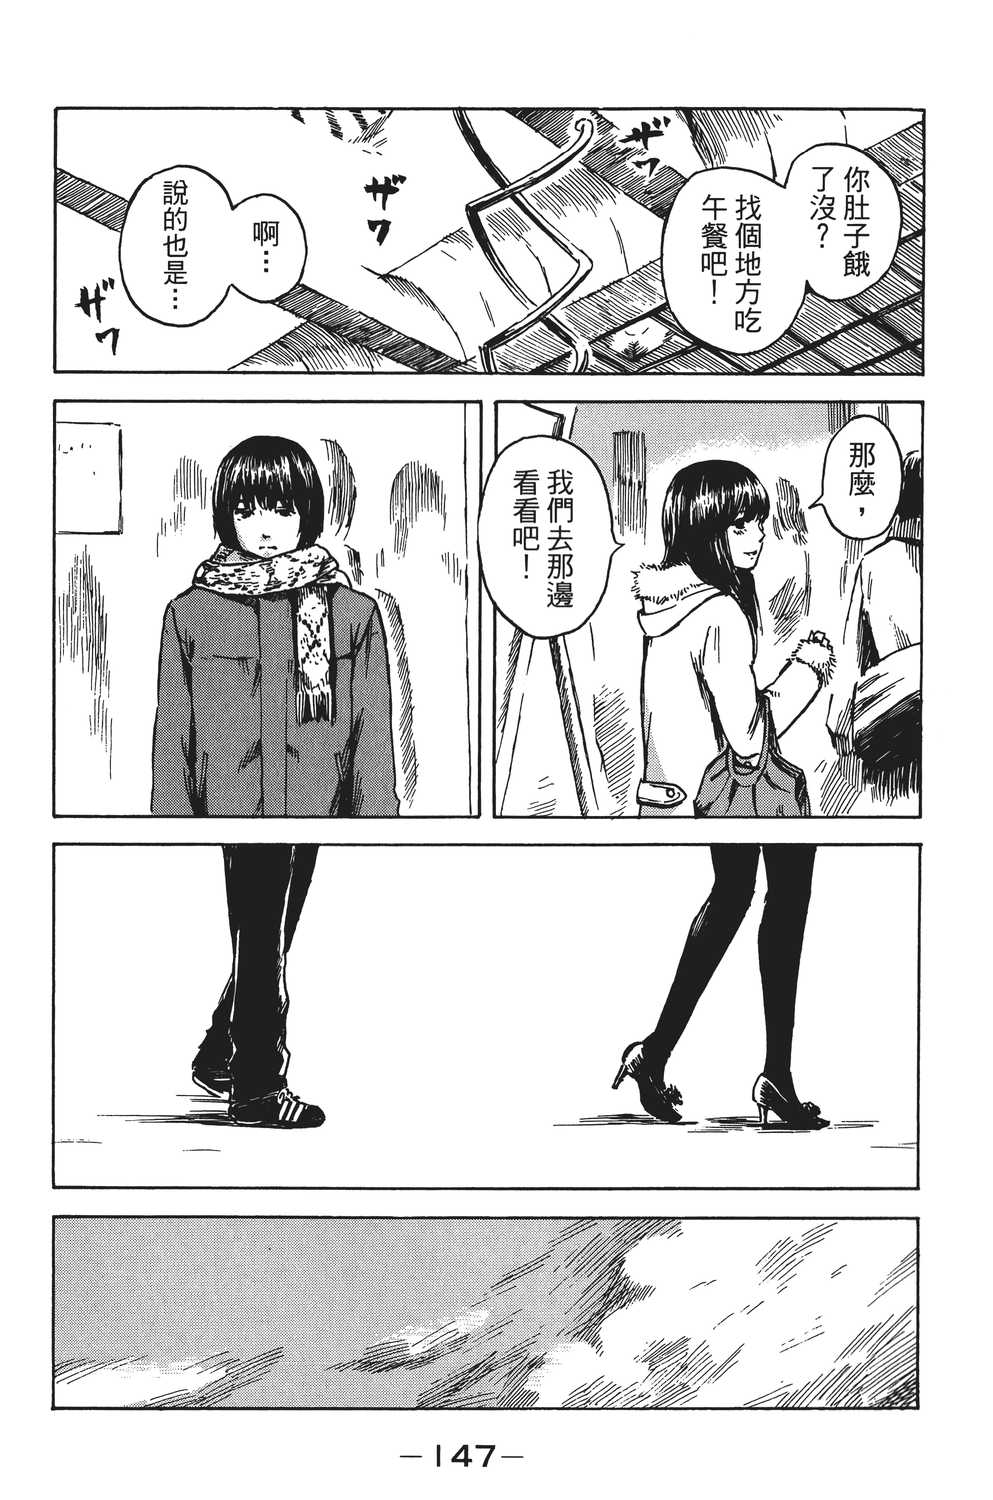 你肚子餓
了沒？
找個地方吃
午餐吧！
ザワ
ザワ
ザワ
啊…
說的也是…
那麼，
我們去那邊
看看吧！
—147—